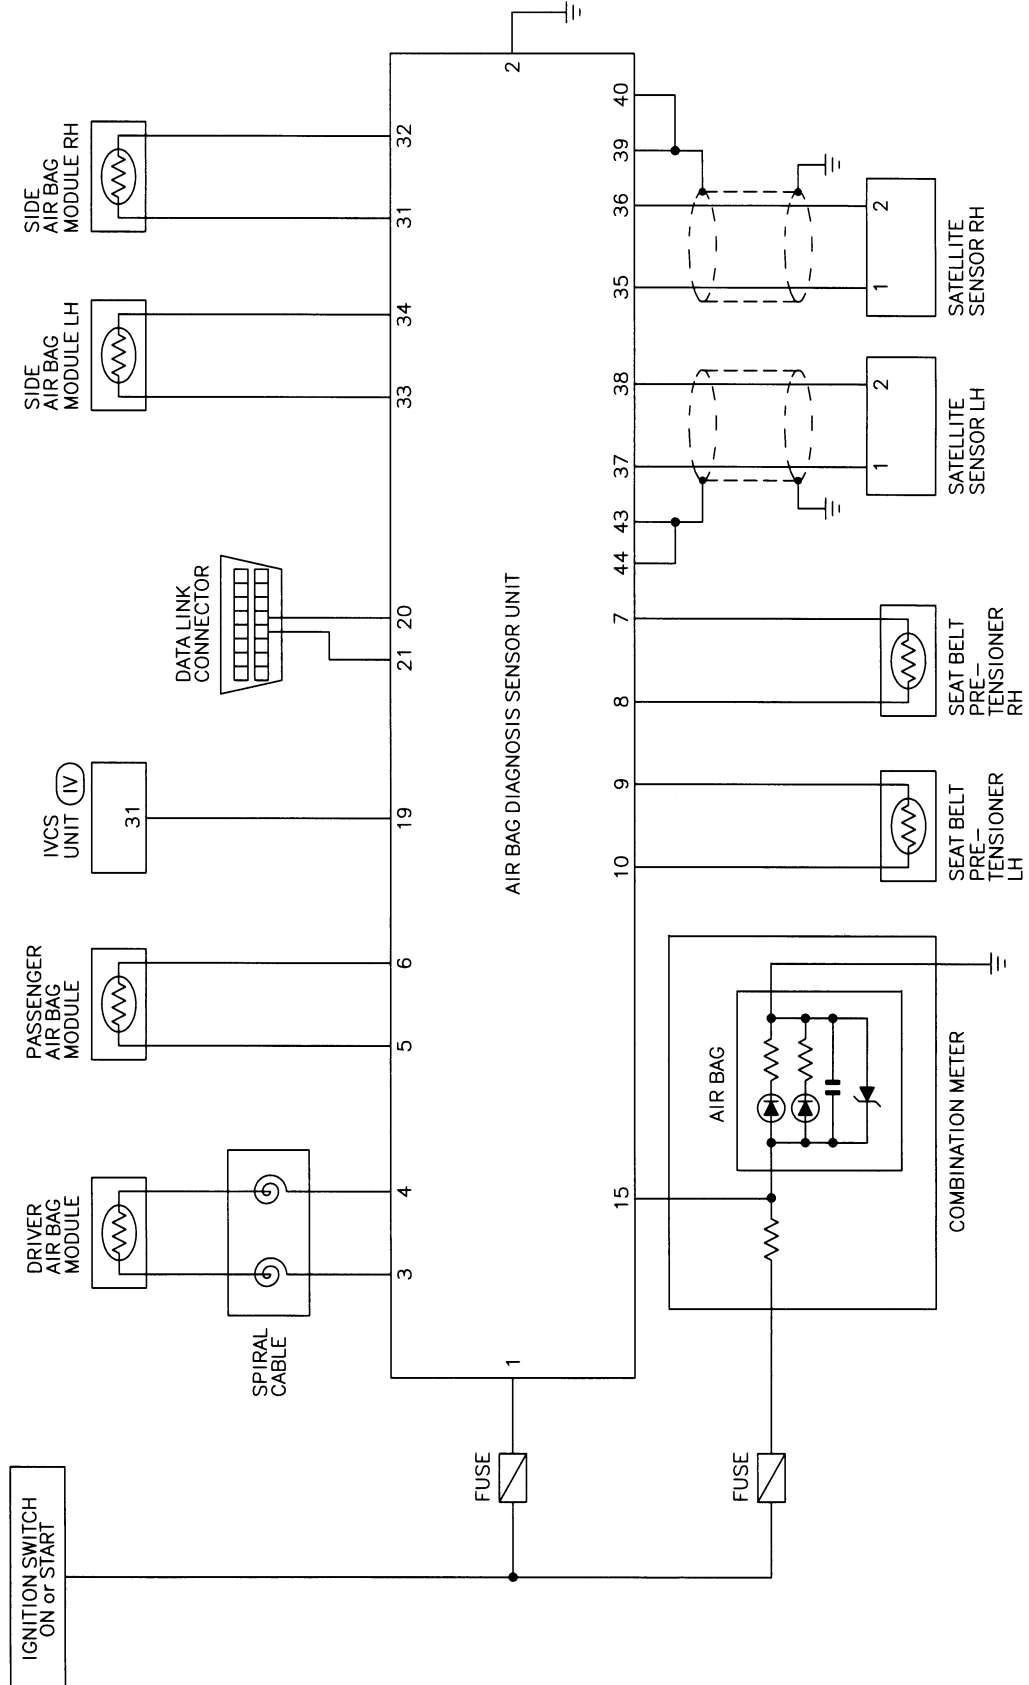 IGNITION SWITCH
ON or START
FUSE
FUSE
DRIVER
AIR BAG
MODULE
SPIRAL
CABLE
3
4
PASSENGER
AIR BAG
MODULE
5
6
IVCS
UNIT
IV
31
19
DATA LINK
CONNECTOR
21
20
SIDE
AIR BAG
MODULE LH
33
34
SIDE
AIR BAG
MODULE RH
31
32
1
AIR BAG DIAGNOSIS SENSOR UNIT
2
15
10
9
8
7
44
43
37
38
35
36
39
40
AIR BAG
COMBINATION METER
SEAT BELT
PRE–
TENSIONER
LH
SEAT BELT
PRE–
TENSIONER
RH
1
2
SATELLITE
SENSOR LH
1
2
SATELLITE
SENSOR RH